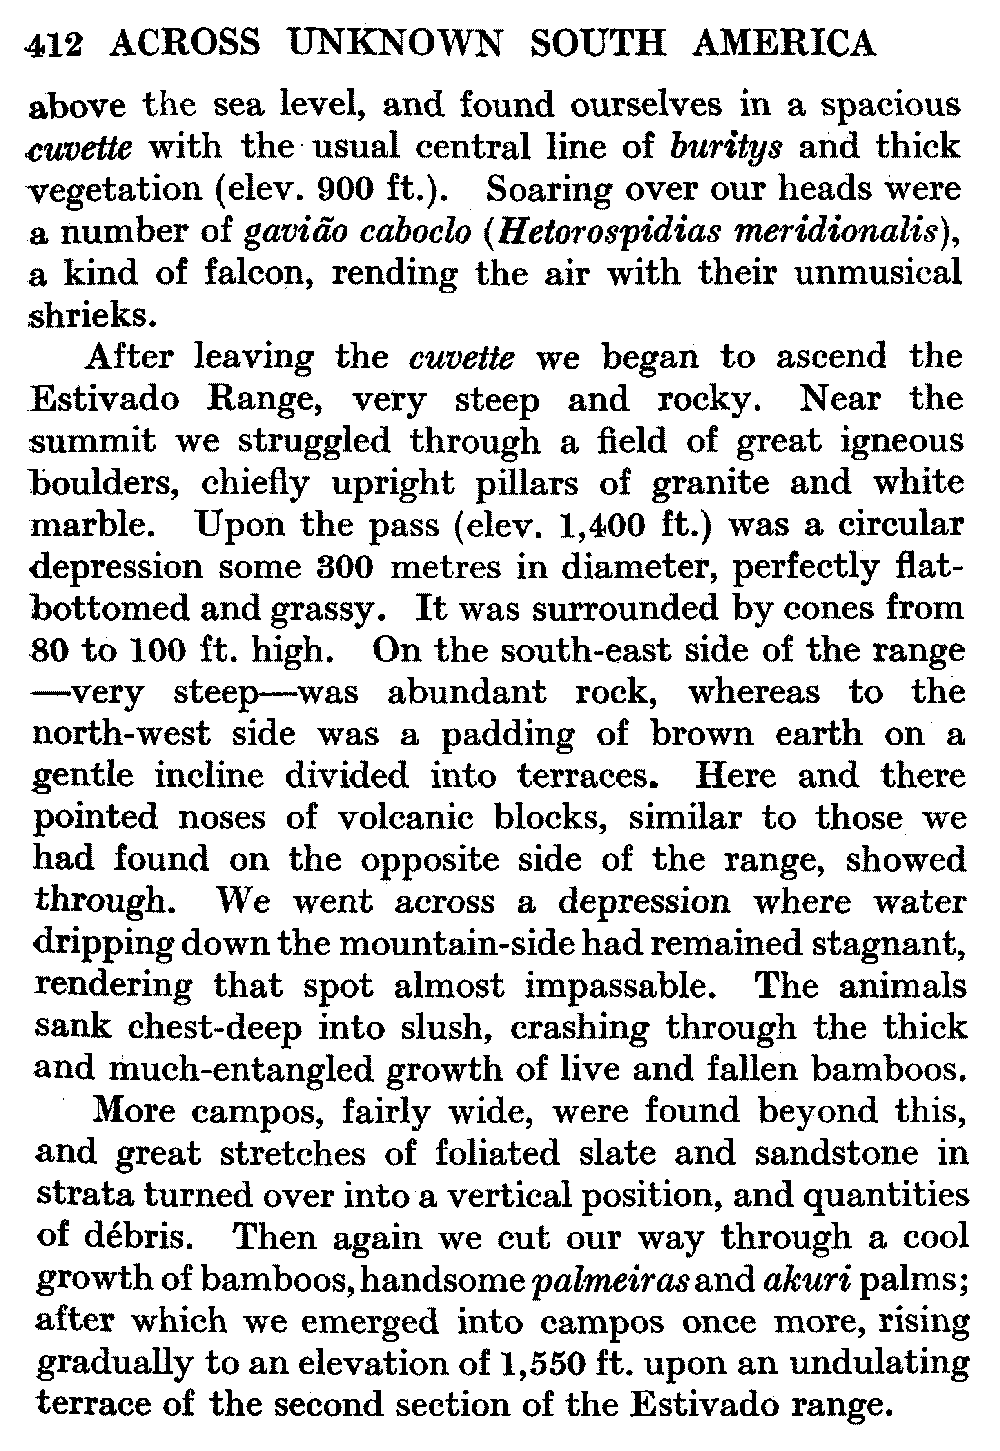 412 ACROSS UNKNOWN SOUTH AMERICA
above the sea level, and found ourselves in a spacious
cuvette with the usual central line of buritys and thick
vegetation (elev. 900 ft.). Soaring over our heads were
a number of gavião caboclo (Hetorospidias meridionalis),
a kind of falcon, rending the air with their unmusical
shrieks.
After leaving the cuvette we began to ascend the
Estivado Range, very steep and rocky. Near the
summit we struggled through a field of great igneous
boulders, chiefly upright pillars of granite and white
marble. Upon the pass (elev. 1,400 ft.) was a circular
depression some 300 metres in diameter, perfectly flat-
bottomed and grassy. It was surrounded by cones from
80 to 100 ft. high. On the south-east side of the range
—very steep—was abundant rock, whereas to the
north-west side was a padding of brown earth on a
gentle incline divided into terraces. Here and there
pointed noses of volcanic blocks, similar to those we
had found on the opposite side of the range, showed
through. We went across a depression where water
dripping down the mountain-side had remained stagnant,
rendering that spot almost impassable. The animals
sank chest-deep into slush, crashing through the thick
and much-entangled growth of live and fallen bamboos.
More campos, fairly wide, were found beyond this,
and great stretches of foliated slate and sandstone in
strata turned over into a vertical position, and quantities
of débris. Then again we cut our way through a cool
growth of bamboos, handsome palmeiras and akuri palms;
after which we emerged into campos once more, rising
gradually to an elevation of 1,550 ft. upon an undulating
terrace of the second section of the Estivado range.